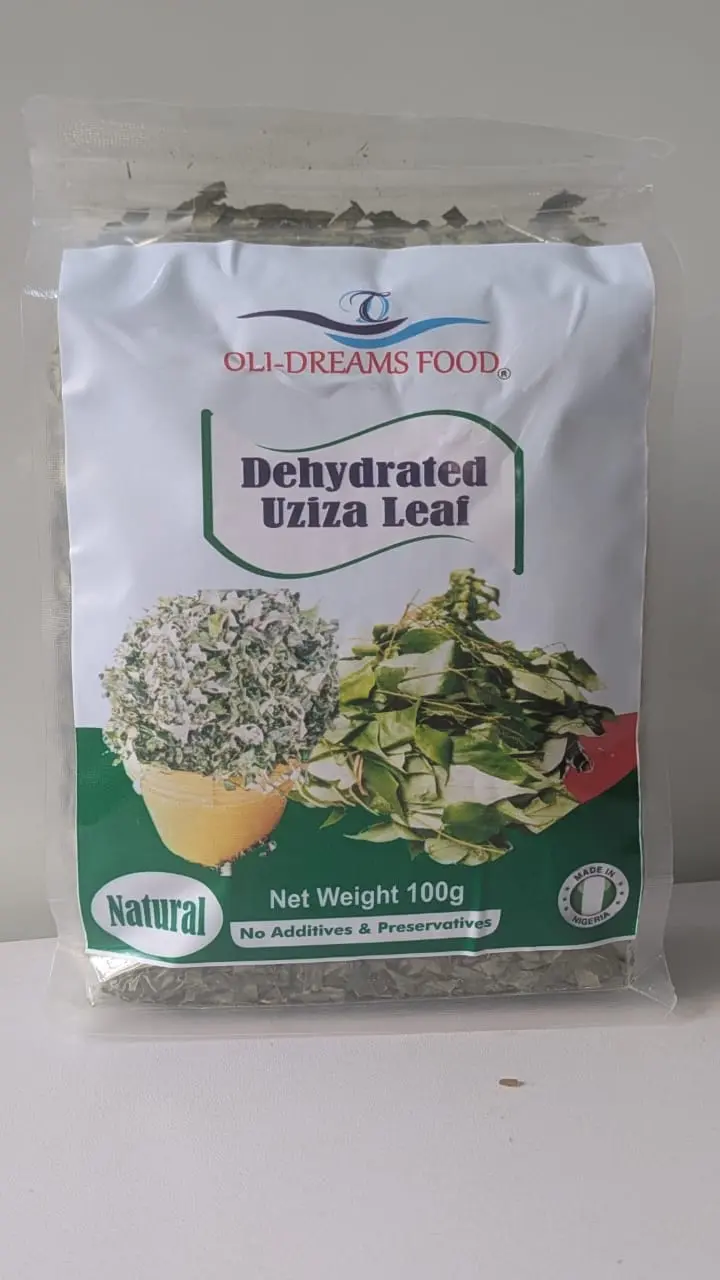 OLI-DREAMS FOOD®
Dehydrated
Uziza Leaf
Natural
Net Weight 100g
No Additives & Preservatives
MADE IN
NIGERIA